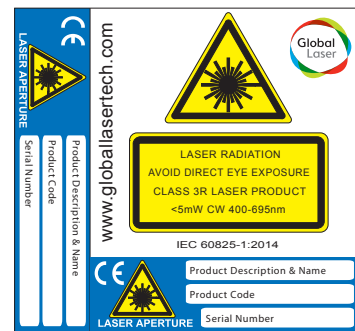 CE
LASER APERTURE
Serial Number
Product Code
Product Description & Name
www.globallasertech.com
Global
Laser
LASER RADIATION
AVOID DIRECT EYE EXPOSURE
CLASS 3R LASER PRODUCT
<5mW CW 400-695nm
IEC 60825-1:2014
CE
LASER APERTURE
Product Description & Name
Product Code
Serial Number